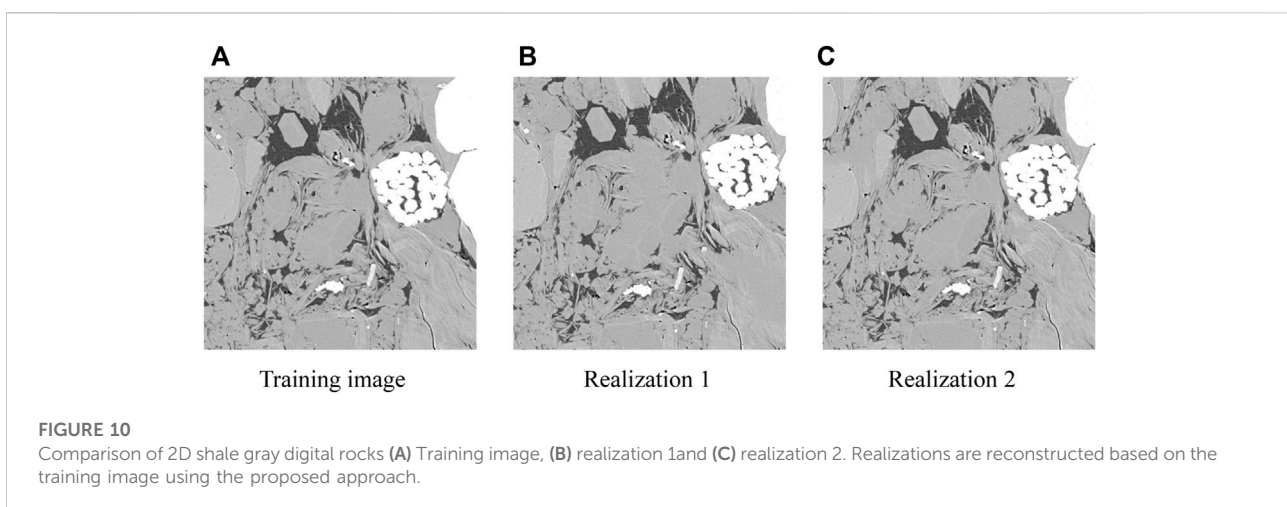 A
B
C
Training image
Realization 1
Realization 2
FIGURE 10
Comparison of 2D shale gray digital rocks (A) Training image, (B) realization 1and (C) realization 2. Realizations are reconstructed based on the
training image using the proposed approach.